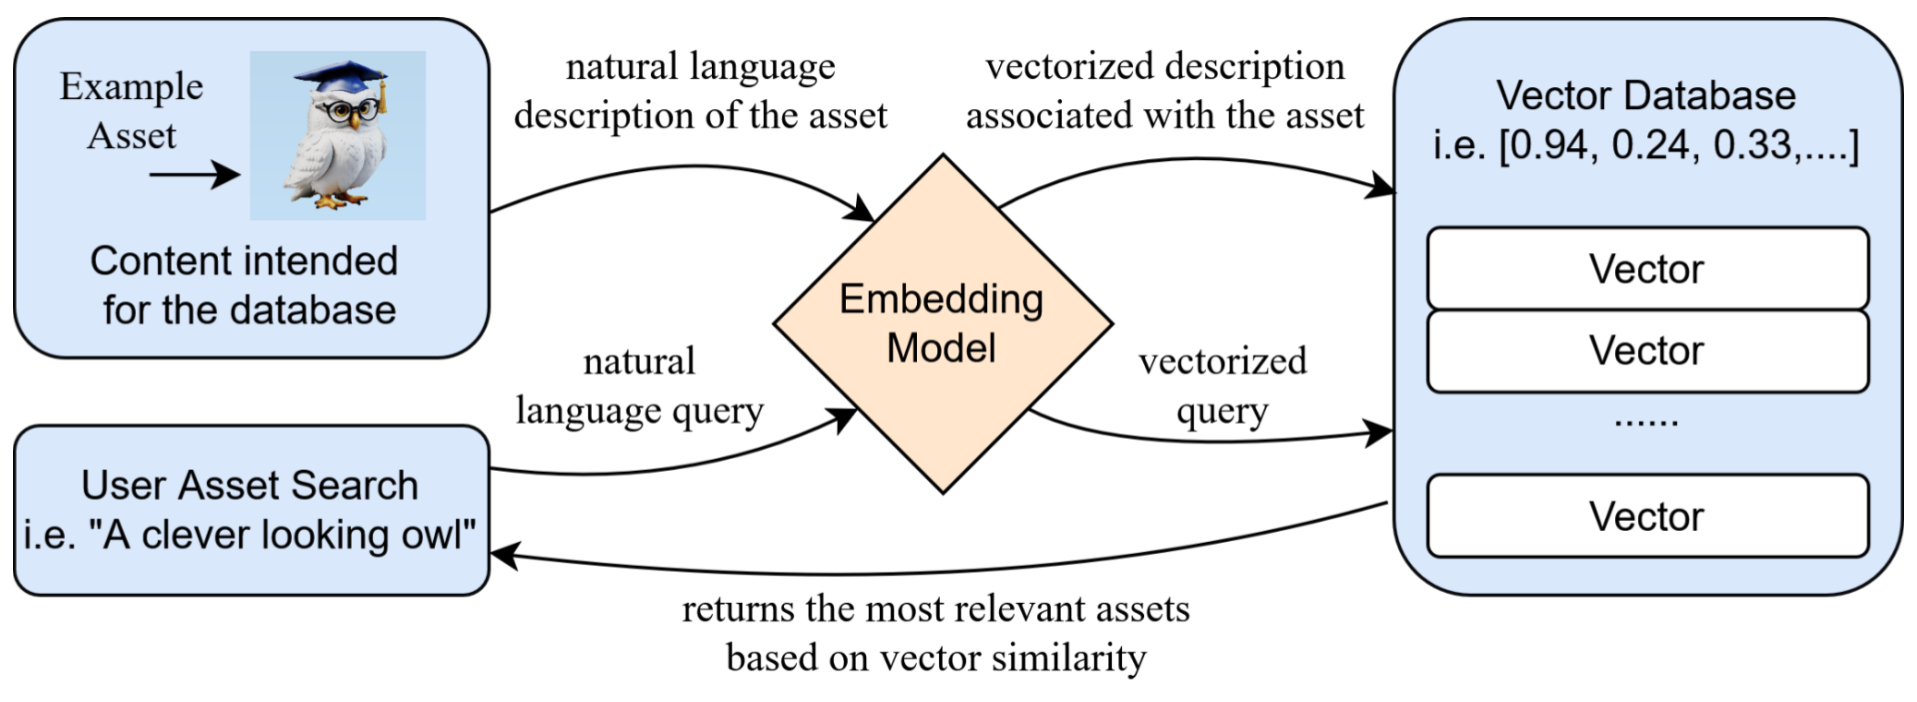 Example
Asset
Content intended
for the database
natural language
description of the asset
vectorized description
associated with the asset
Vector Database
i.e. [0.94, 0.24, 0.33,....]
Vector
Vector
......
Vector
Embedding
Model
natural
language query
vectorized
query
User Asset Search
i.e. "A clever looking owl"
returns the most relevant assets
based on vector similarity